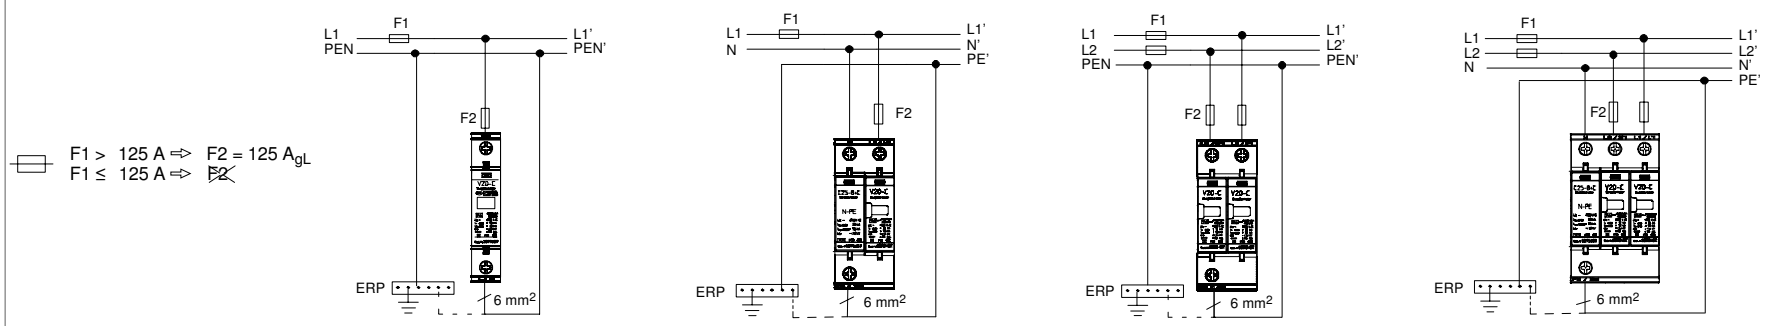 F1 > 125 A ⇨ F2 = 125 AgL
F1 ≤ 125 A ⇨ F2
F1
L1
L1'
PEN
PEN'
F2
V20-C
ERP
6 mm²
F1
L1
L1'
N
N'
PE'
F2
C25-B+C
V20-C
N-PE
ERP
6 mm²
F1
L1
L1'
L2
L2'
PEN
PEN'
F2
V20-C
V20-C
ERP
6 mm²
F1
L1
L1'
L2
L2'
N
N'
PE'
F2
C25-B+C
V20-C
V20-C
N-PE
ERP
6 mm²